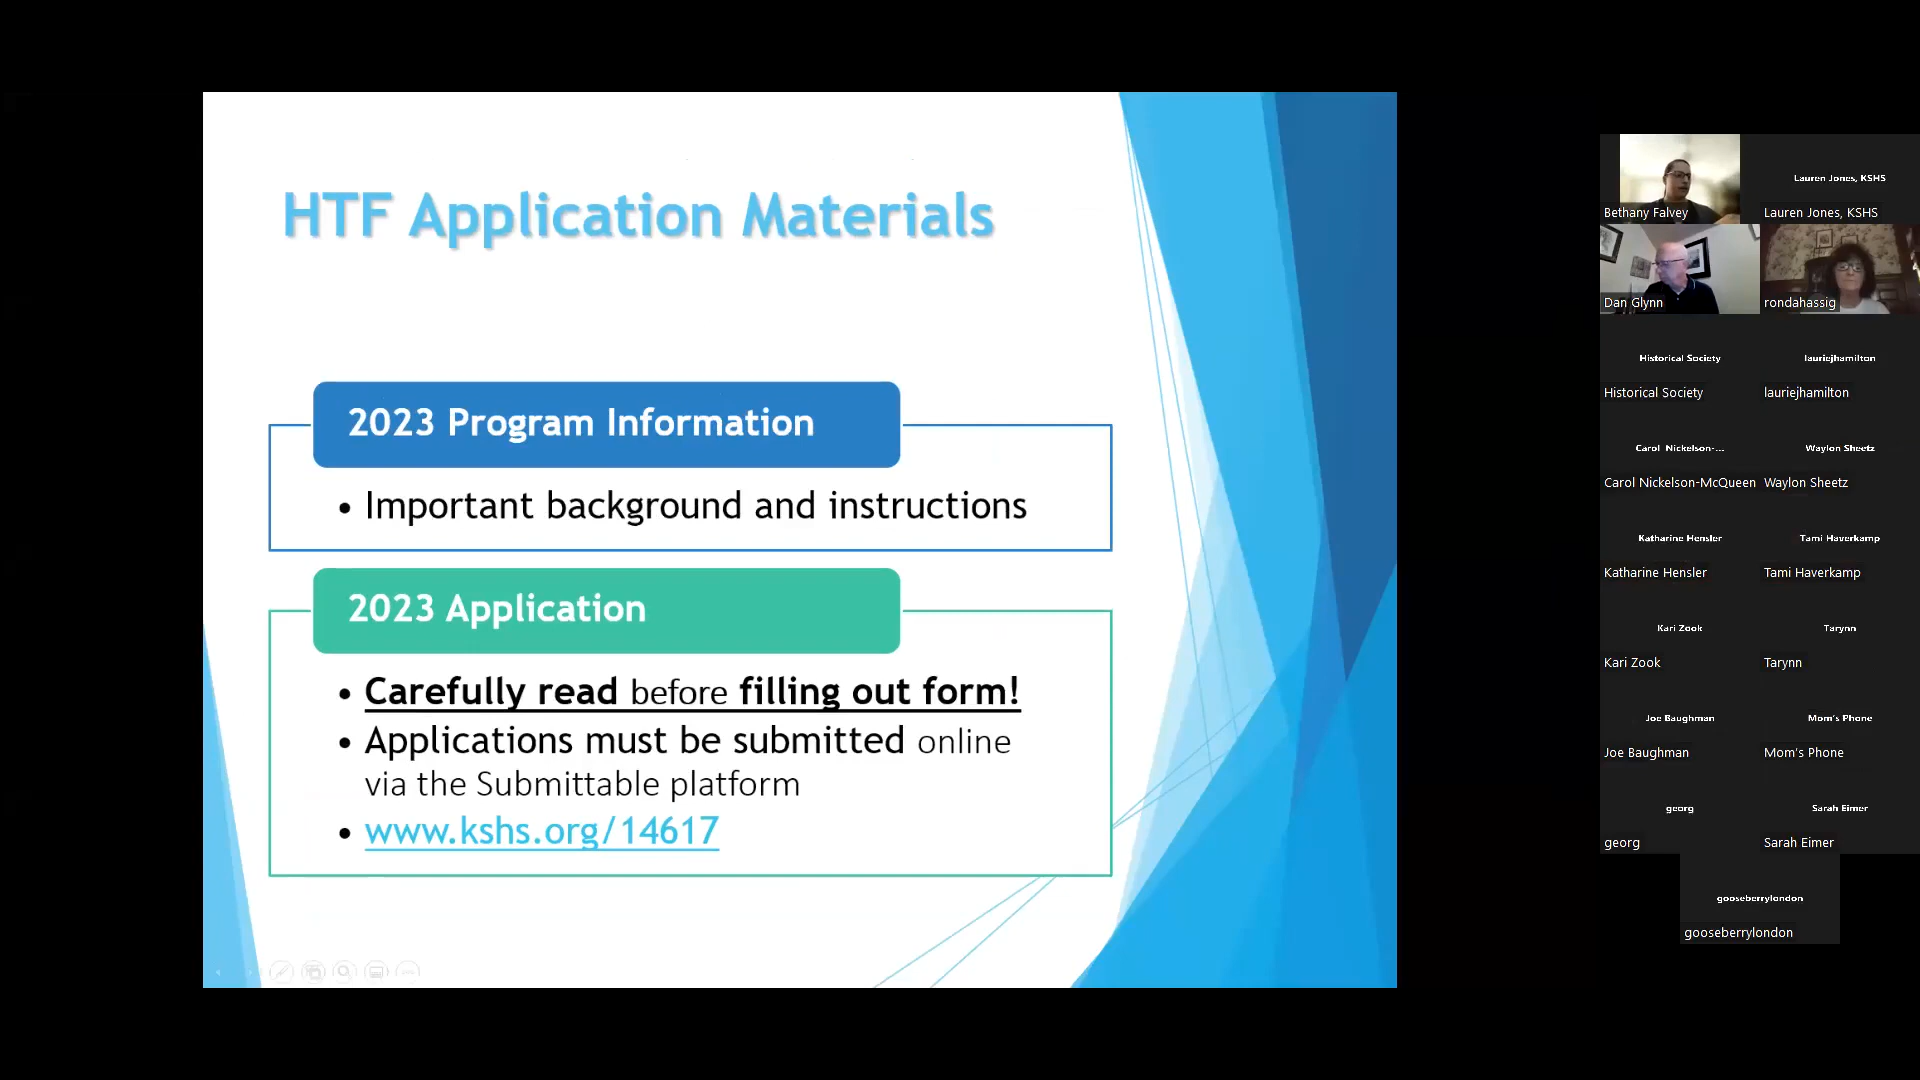 HTF Application Materials
2023 Program Information
• Important background and instructions
2023 Application
• Carefully read before filling out form!
• Applications must be submitted online
via the Submittable platform
• www.kshs.org/14617
Bethany Falvey
Lauren Jones, KSHS
Lauren Jones, KSHS
Dan Glynn
rondahassig
Historical Society
Historical Society
lauriejhamilton
lauriejhamilton
Carol Nickelson-...
Carol Nickelson-McQueen
Waylon Sheetz
Waylon Sheetz
Katharine Hensler
Katharine Hensler
Tami Haverkamp
Tami Haverkamp
Kari Zook
Kari Zook
Tarynn
Tarynn
Joe Baughman
Joe Baughman
Mom's Phone
Mom's Phone
georg
georg
Sarah Eimer
Sarah Eimer
gooseberrylondon
gooseberrylondon